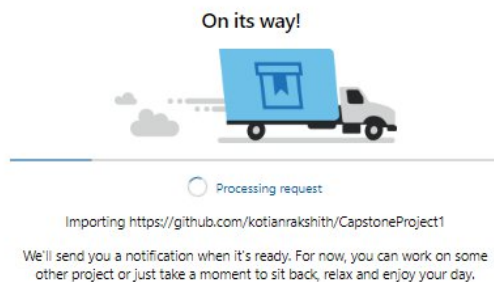 On its way!
Processing request
Importing https://github.com/kotianrakshith/CapstoneProject1
We'll send you a notification when it's ready. For now, you can work on some
other project or just take a moment to sit back, relax and enjoy your day.